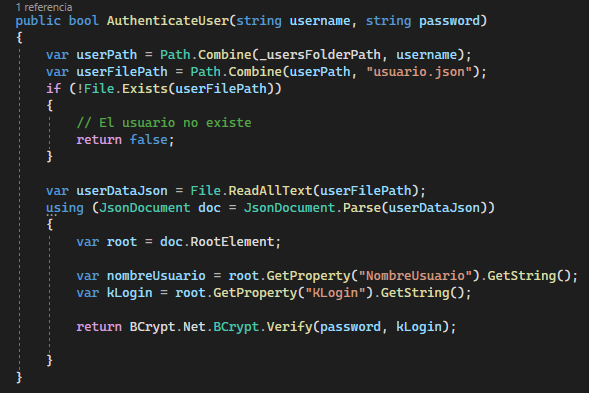 1 referencia
public bool AuthenticateUser(string username, string password)
{
var userPath = Path.Combine(_usersFolderPath, username);
var userFilePath = Path.Combine(userPath, "usuario.json");
if (!File.Exists(userFilePath))
{
// El usuario no existe
return false;
}
var userDataJson = File.ReadAllText(userFilePath);
using (JsonDocument doc = JsonDocument.Parse(userDataJson))
{
var root = doc.RootElement;
var nombreUsuario = root.GetProperty("NombreUsuario").GetString();
var kLogin = root.GetProperty("KLogin").GetString();
return BCrypt.Net.BCrypt.Verify(password, kLogin);
}
}